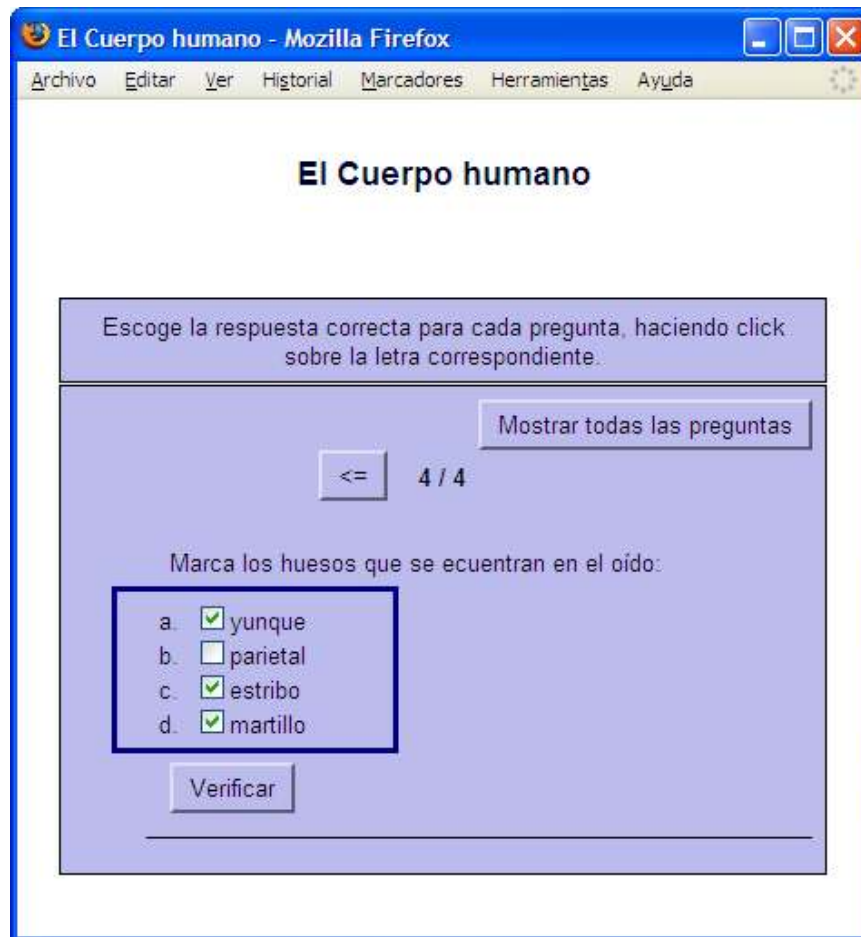 El Cuerpo humano - Mozilla Firefox
Archivo Editar Ver Historial Marcadores Herramientas Ayuda
El Cuerpo humano
Escoge la respuesta correcta para cada pregunta, haciendo click
sobre la letra correspondiente.
Mostrar todas las preguntas
<= 4 / 4
Marca los huesos que se ecuentran en el oído:
a. yunque
b. parietal
c. estribo
d. martillo
Verificar